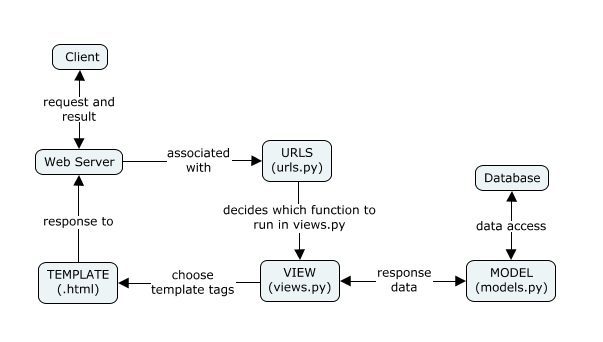 Client
request and
result
Web Server
associated
with
URLS
(urls.py)
decides which function to
run in views.py
Database
data access
response to
TEMPLATE
(.html)
choose
template tags
VIEW
(views.py)
response
data
MODEL
(models.py)